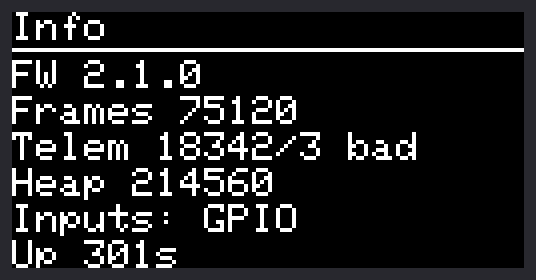 Info
FW 2.1.0
Frames 75120
Telem 18342/3 bad
Heap 214560
Inputs: GPIO
Up 301s